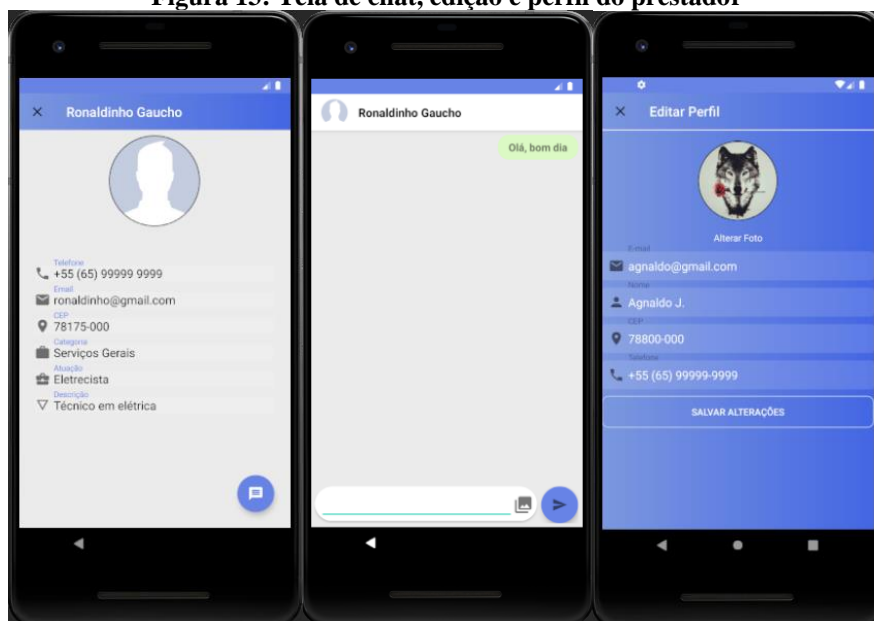 Figura 15: Tela de chat, edição e perfil do prestador
Ronaldinho Gaucho
Telefone
+55 (65) 99999 9999
Email
ronaldinho@gmail.com
CEP
78175-000
Categoria
Serviços Gerais
Atuação
Eletrecista
Descrição
Técnico em elétrica
Ronaldinho Gaucho
Olá, bom dia
Editar Perfil
Alterar Foto
E-mail
agnaldo@gmail.com
Nome
Agnaldo J.
CEP
78800-000
Telefone
+55 (65) 99999-9999
SALVAR ALTERAÇÕES